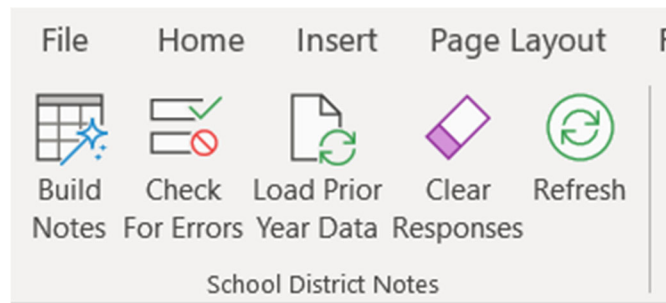 File Home Insert Page Layout
Build Notes
Check For Errors
Load Prior Year Data
Clear Responses
Refresh
School District Notes